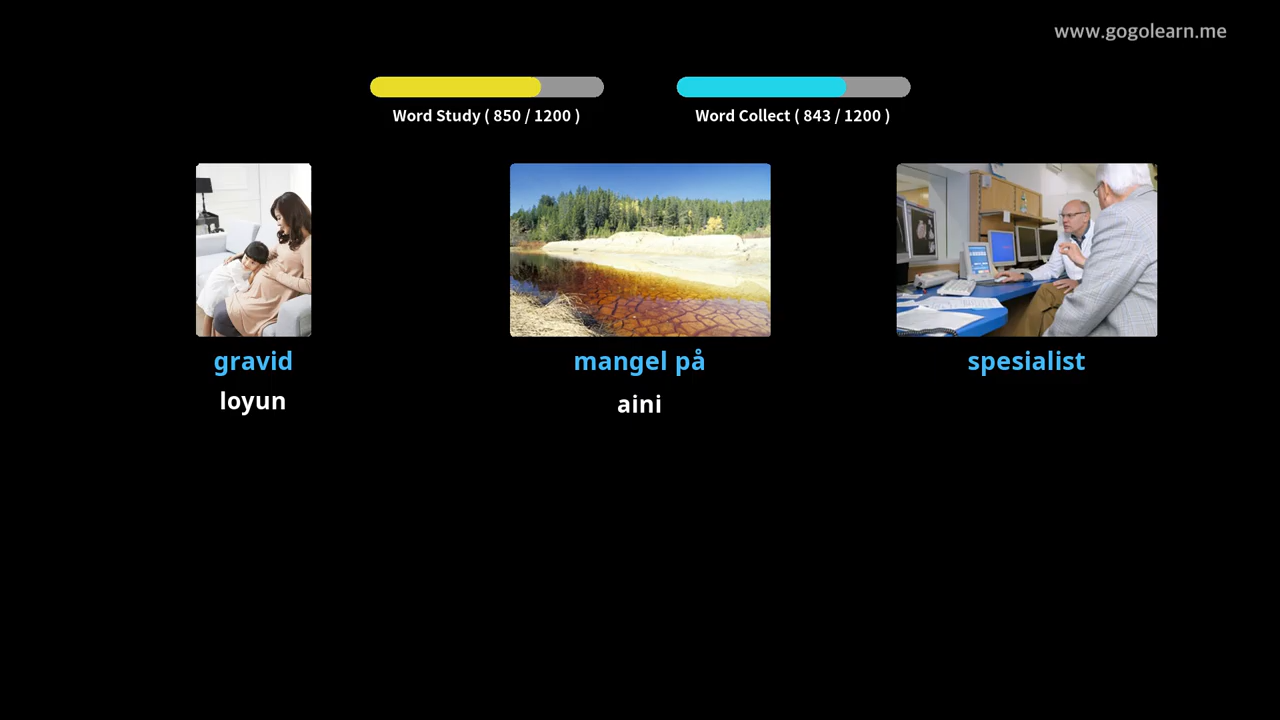 www.gogolearn.me
Word Study ( 850 / 1200 )
Word Collect ( 843 / 1200 )
gravid
mangel på
spesialist
loyun
aini